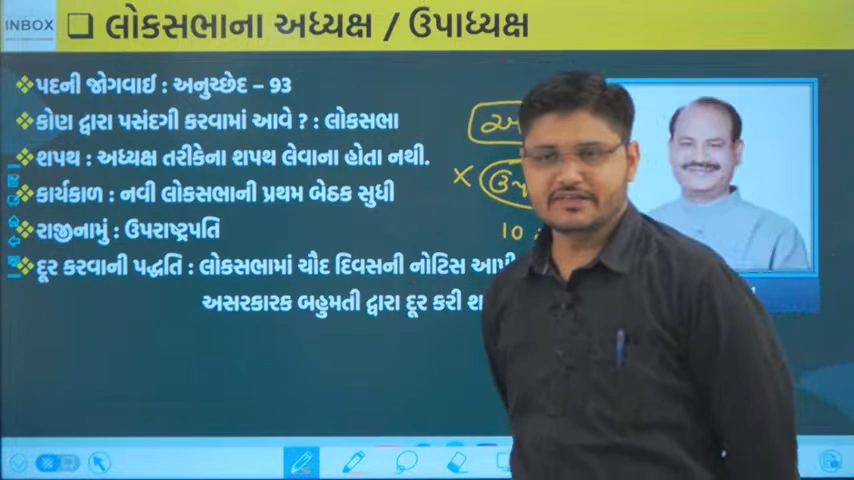 INBOX
❑ લોકસભાના અધ્યક્ષ / ઉપાધ્યક્ષ
❖પદની જોગવાઈ : અનુચ્છેદ – 93
❖કોણ દ્વારા પસંદગી કરવામાં આવે ? : લોકસભા
❖શપથ : અધ્યક્ષ તરીકેના શપથ લેવાના હોતા નથી.
❖કાર્યકાળ : નવી લોકસભાની પ્રથમ બેઠક સુધી
❖રાજીનામું : ઉપરાષ્ટ્રપતિ
10
❖દૂર કરવાની પદ્ધતિ : લોકસભામાં ચૌદ દિવસની નોટિસ
અસરકારક બહુમતી દ્વારા દૂર કરી